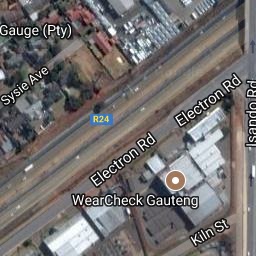 Gauge (Pty)
Sysie Ave
R24
Electron Rd
Electron Rd
Isando Rd
WearCheck Gauteng
Kiln St